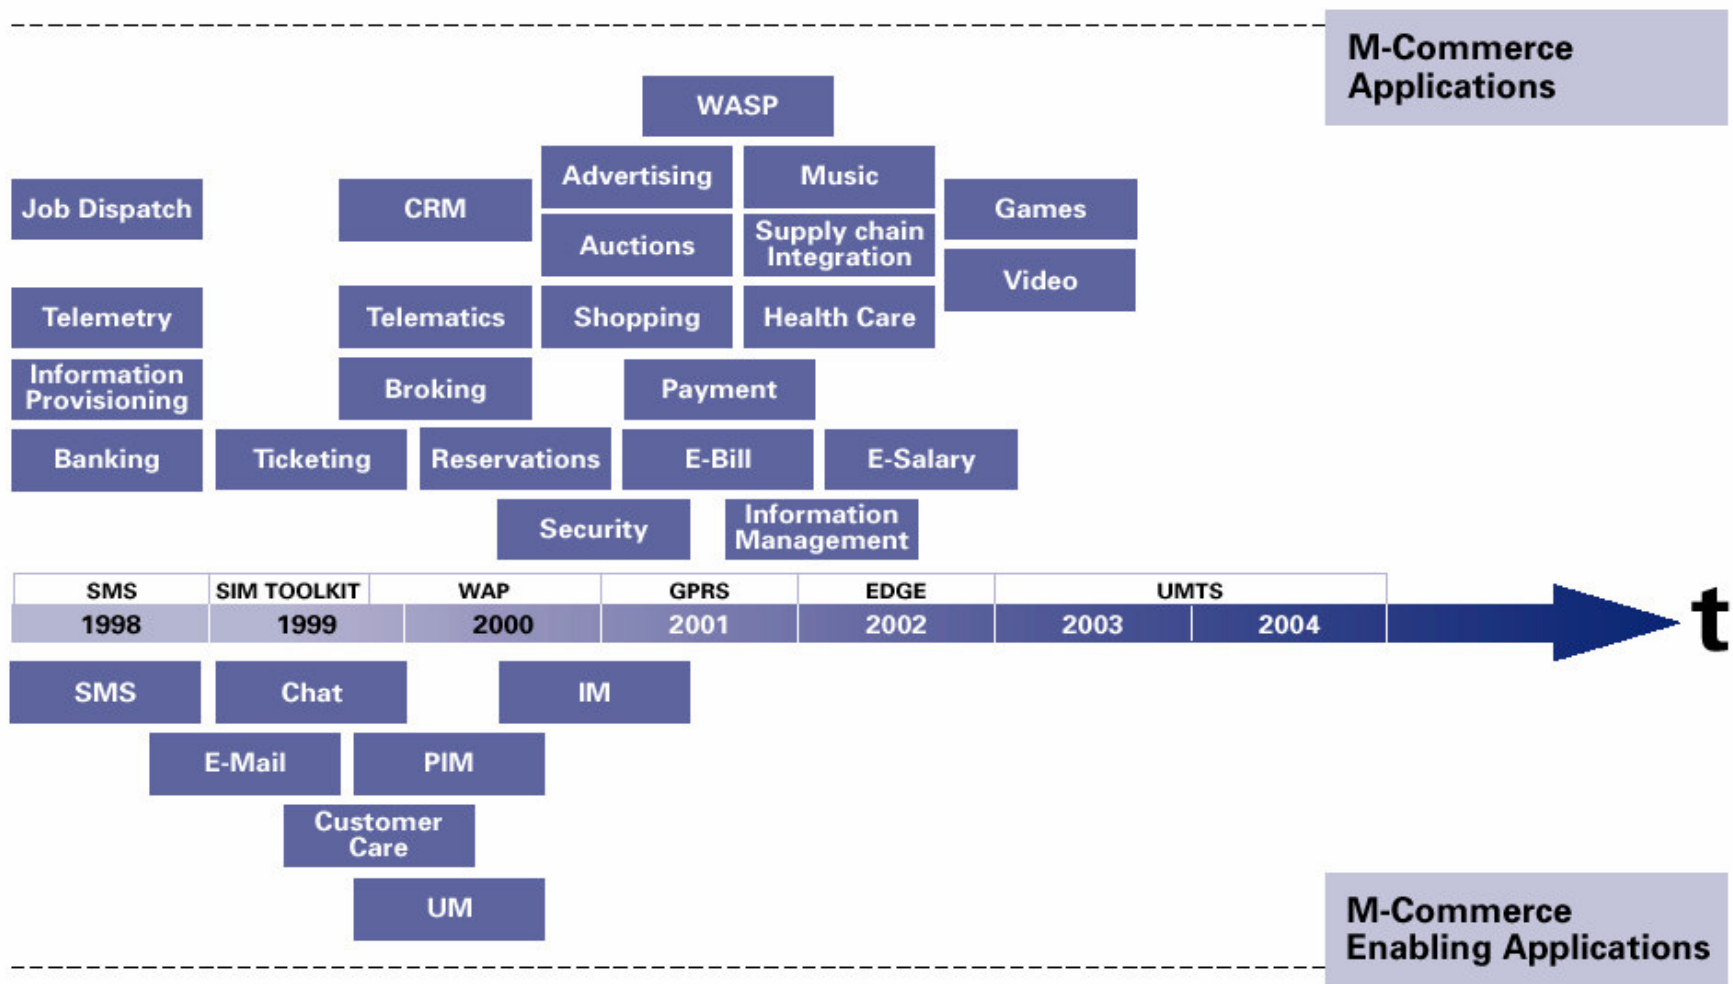 M-Commerce
Applications
WASP
Advertising
Music
Job Dispatch
CRM
Games
Auctions
Supply chain
Integration
Video
Telemetry
Telematics
Shopping
Health Care
Information
Provisioning
Broking
Payment
Banking
Ticketing
Reservations
E-Bill
E-Salary
Security
Information
Management
SMS SIM TOOLKIT WAP GPRS EDGE UMTS
1998 1999 2000 2001 2002 2003 2004
t
SMS
Chat
IM
E-Mail
PIM
Customer
Care
UM
M-Commerce
Enabling Applications